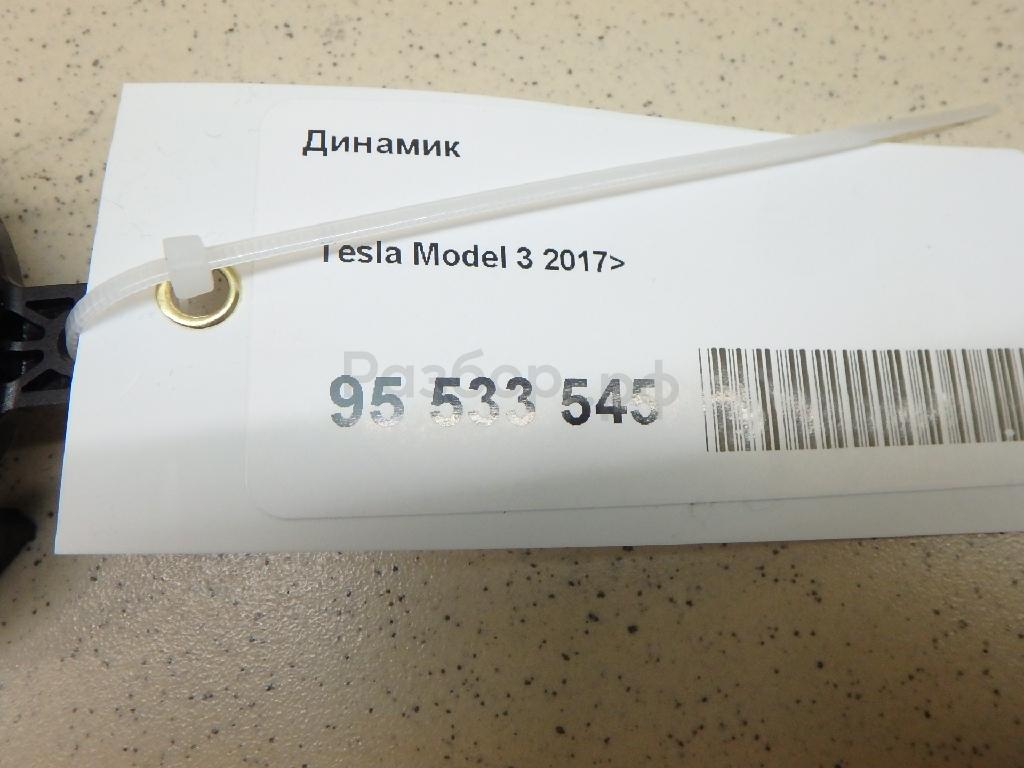 Динамик
Tesla Model 3 2017>
Разбор.рф
95 533 545